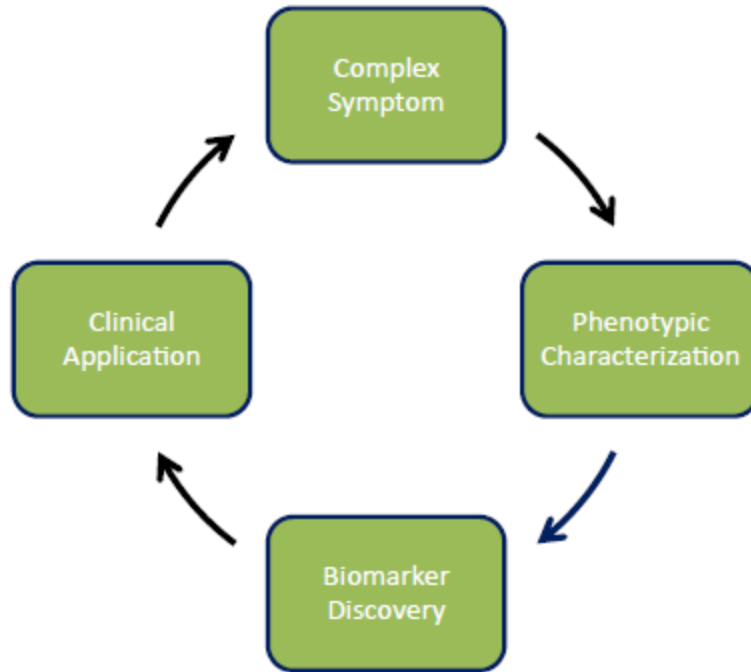 Complex
Symptom
Phenotypic
Characterization
Biomarker
Discovery
Clinical
Application